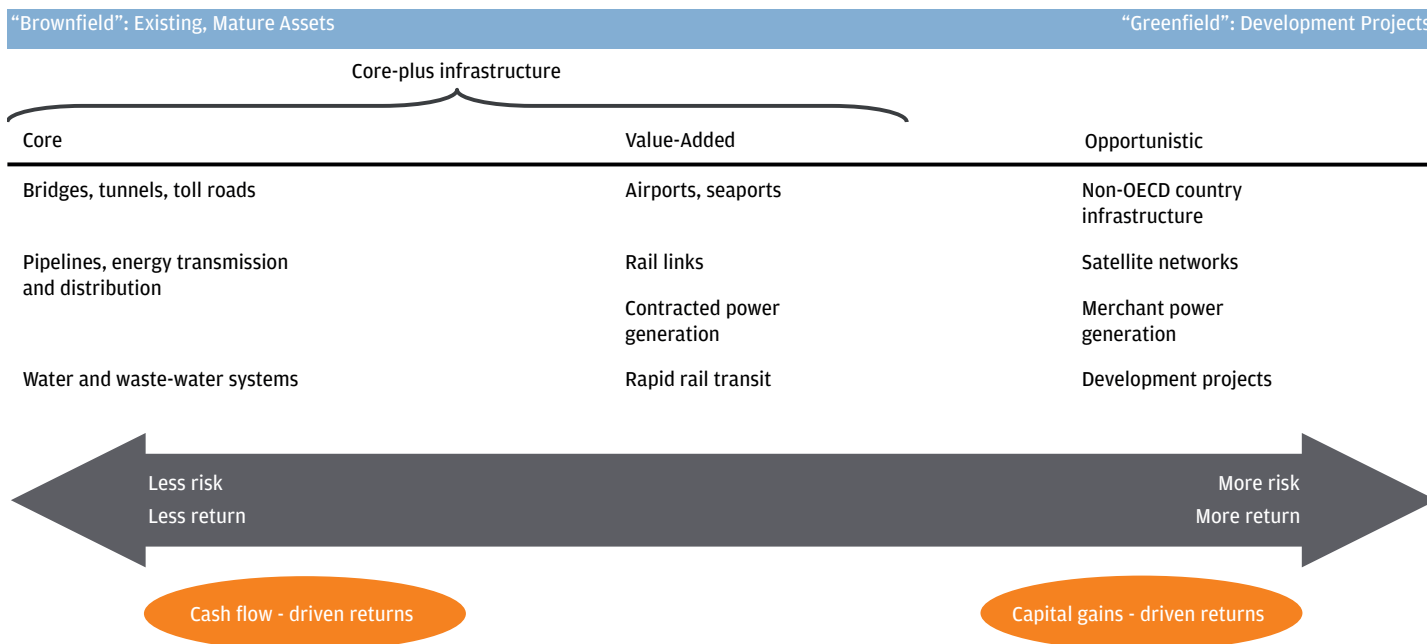 “Brownfield”: Existing, Mature Assets
“Greenfield”: Development Projects
Core-plus infrastructure
Core
Value-Added
Opportunistic
Bridges, tunnels, toll roads
Airports, seaports
Non-OECD country
infrastructure
Pipelines, energy transmission
and distribution
Rail links
Satellite networks
Contracted power
generation
Merchant power
generation
Water and waste-water systems
Rapid rail transit
Development projects
Less risk
Less return
More risk
More return
Cash flow - driven returns
Capital gains - driven returns